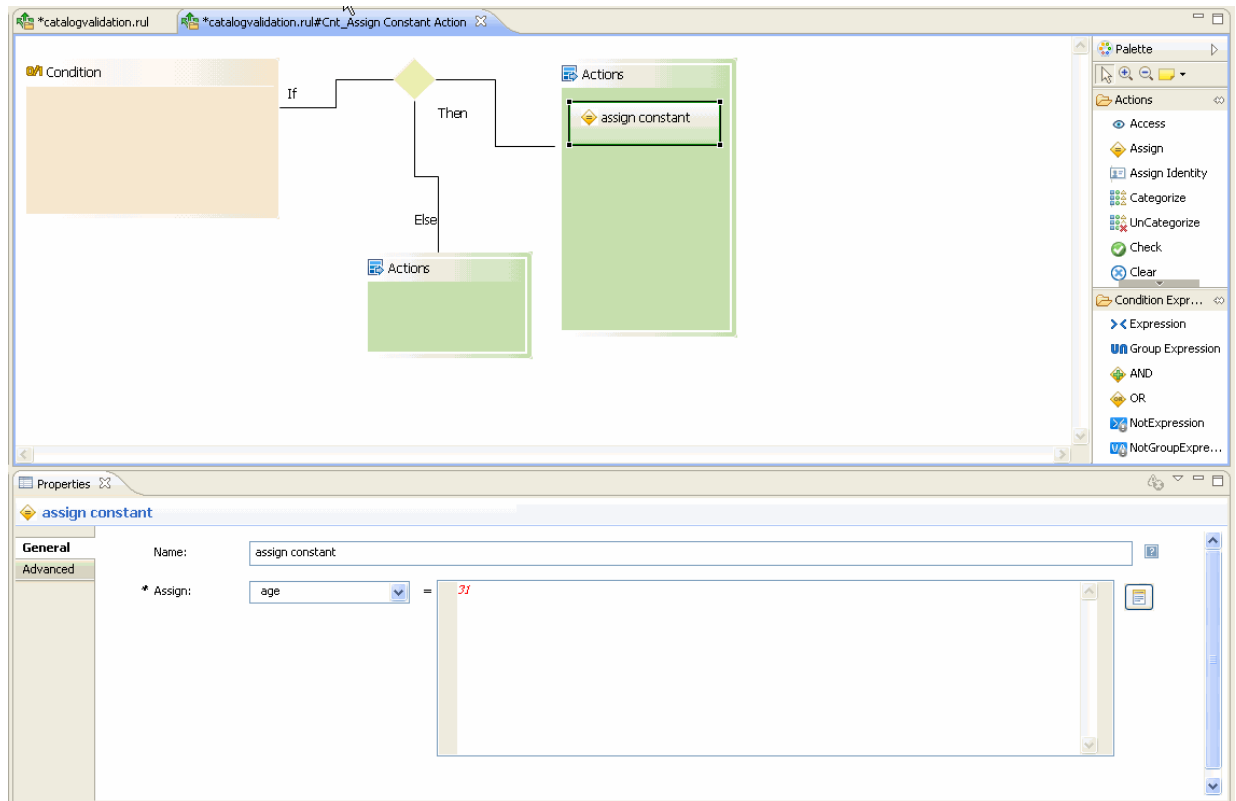 *catalogvalidation.rul
*catalogvalidation.rul#Cnt_Assign Constant Action
Condition
If
Then
Else
Actions
assign constant
Actions
Palette
Actions
Access
Assign
Assign Identity
Categorize
UnCategorize
Check
Clear
Condition Expr...
Expression
Group Expression
AND
OR
NotExpression
NotGroupExpre...
Properties
assign constant
General
Advanced
Name:
assign constant
* Assign:
age
=
31